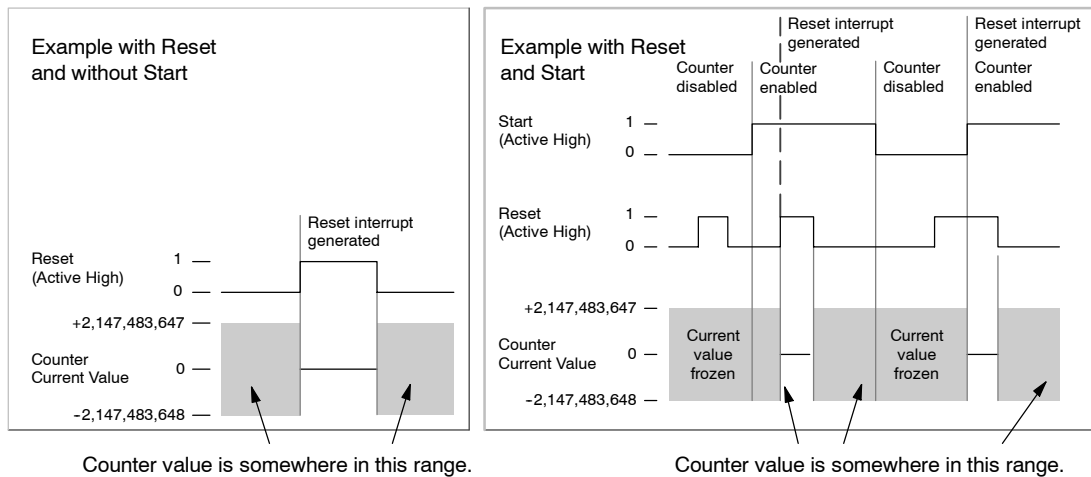 Example with Reset
and without Start
Reset interrupt
generated
Reset
(Active High)
1
0
+2,147,483,647
Counter
Current Value
0
-2,147,483,648
Counter value is somewhere in this range.
Example with Reset
and Start
Reset interrupt
generated
Reset interrupt
generated
Counter
disabled
Counter
enabled
Counter
disabled
Counter
enabled
Start
(Active High)
1
0
Reset
(Active High)
1
0
+2,147,483,647
Counter
Current Value
0
-2,147,483,648
Current
value
frozen
Current
value
frozen
Counter value is somewhere in this range.